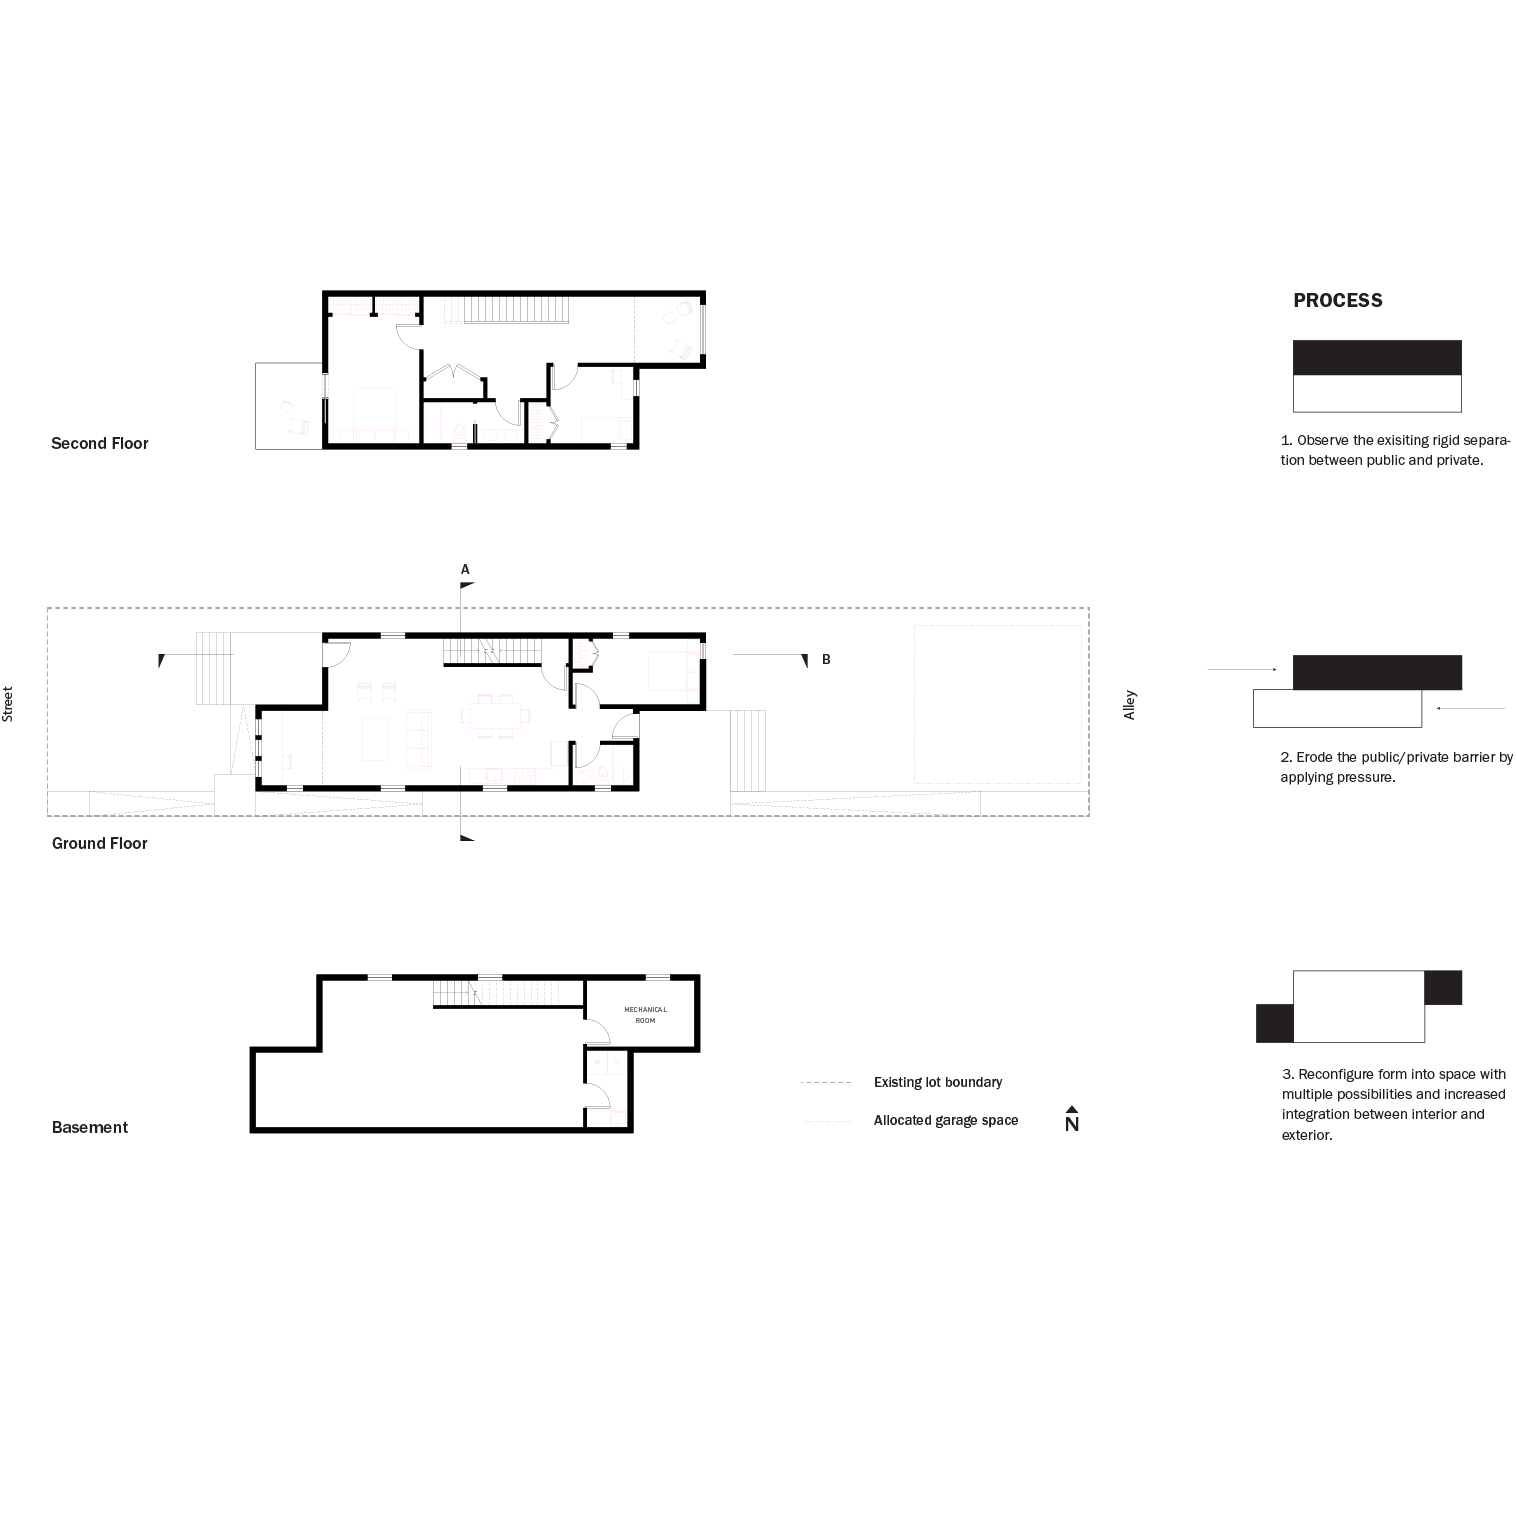 PROCESS
1. Observe the exisiting rigid separa-
tion between public and private.
Second Floor
A
B
Street
Alley
2. Erode the public/private barrier by
applying pressure.
Ground Floor
MECHANICAL
ROOM
Existing lot boundary
Allocated garage space
N
Basement
3. Reconfigure form into space with
multiple possibilities and increased
integration between interior and
exterior.